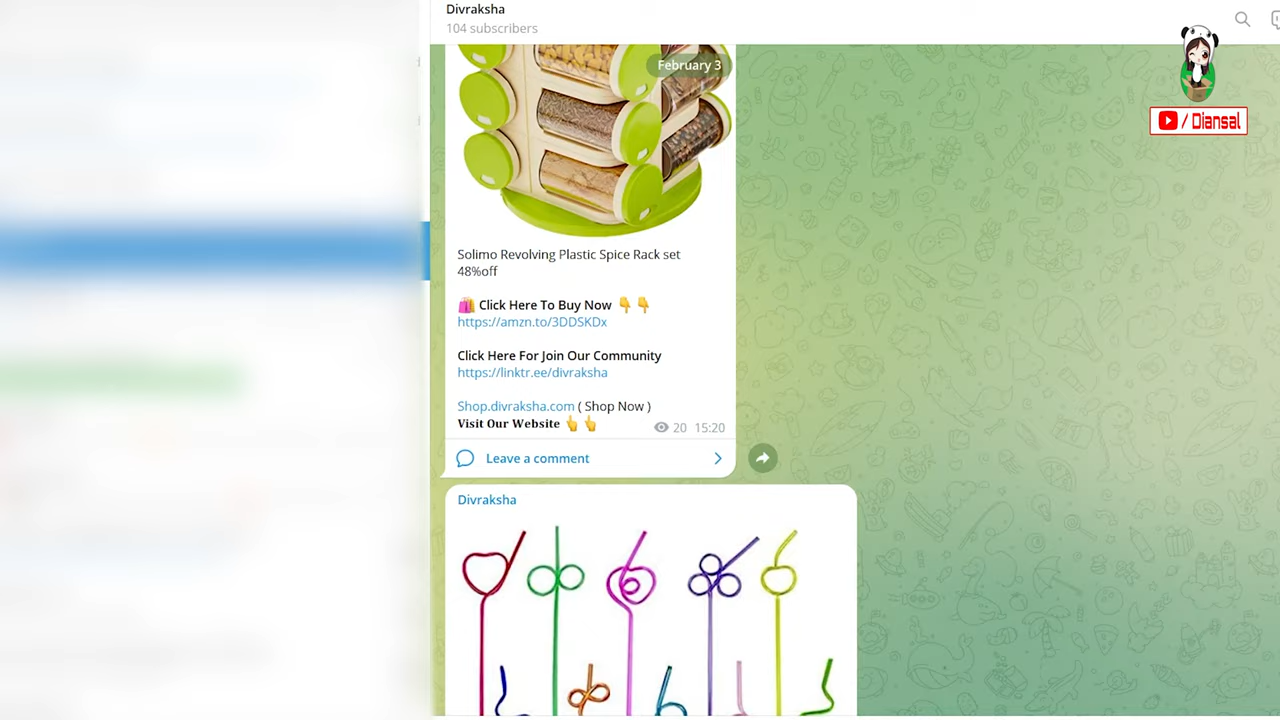 Divraksha
104 subscribers
February 3
/ Diansal
Solimo Revolving Plastic Spice Rack set
48%off
🛍️ Click Here To Buy Now 👇 👇
https://amzn.to/3DDSKDx
Click Here For Join Our Community
https://linktr.ee/divraksha
Shop.divraksha.com ( Shop Now )
Visit Our Website 👆 👆
20 15:20
Leave a comment
Divraksha